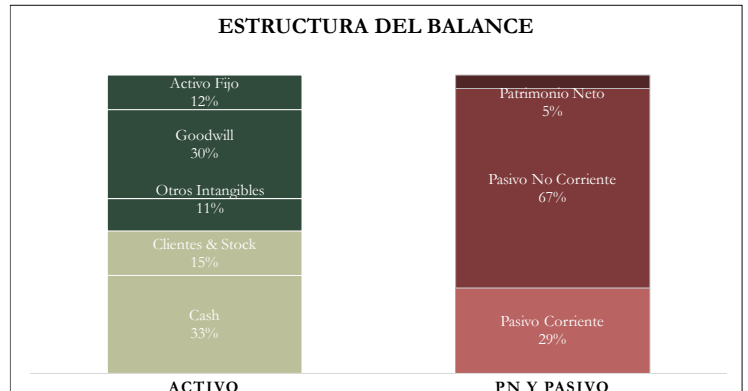 ESTRUCTURA DEL BALANCE
Activo Fijo
12%
Goodwill
30%
Otros Intangibles
11%
Clientes & Stock
15%
Cash
33%
ACTIVO
Patrimonio Neto
5%
Pasivo No Corriente
67%
Pasivo Corriente
29%
PN Y PASIVO